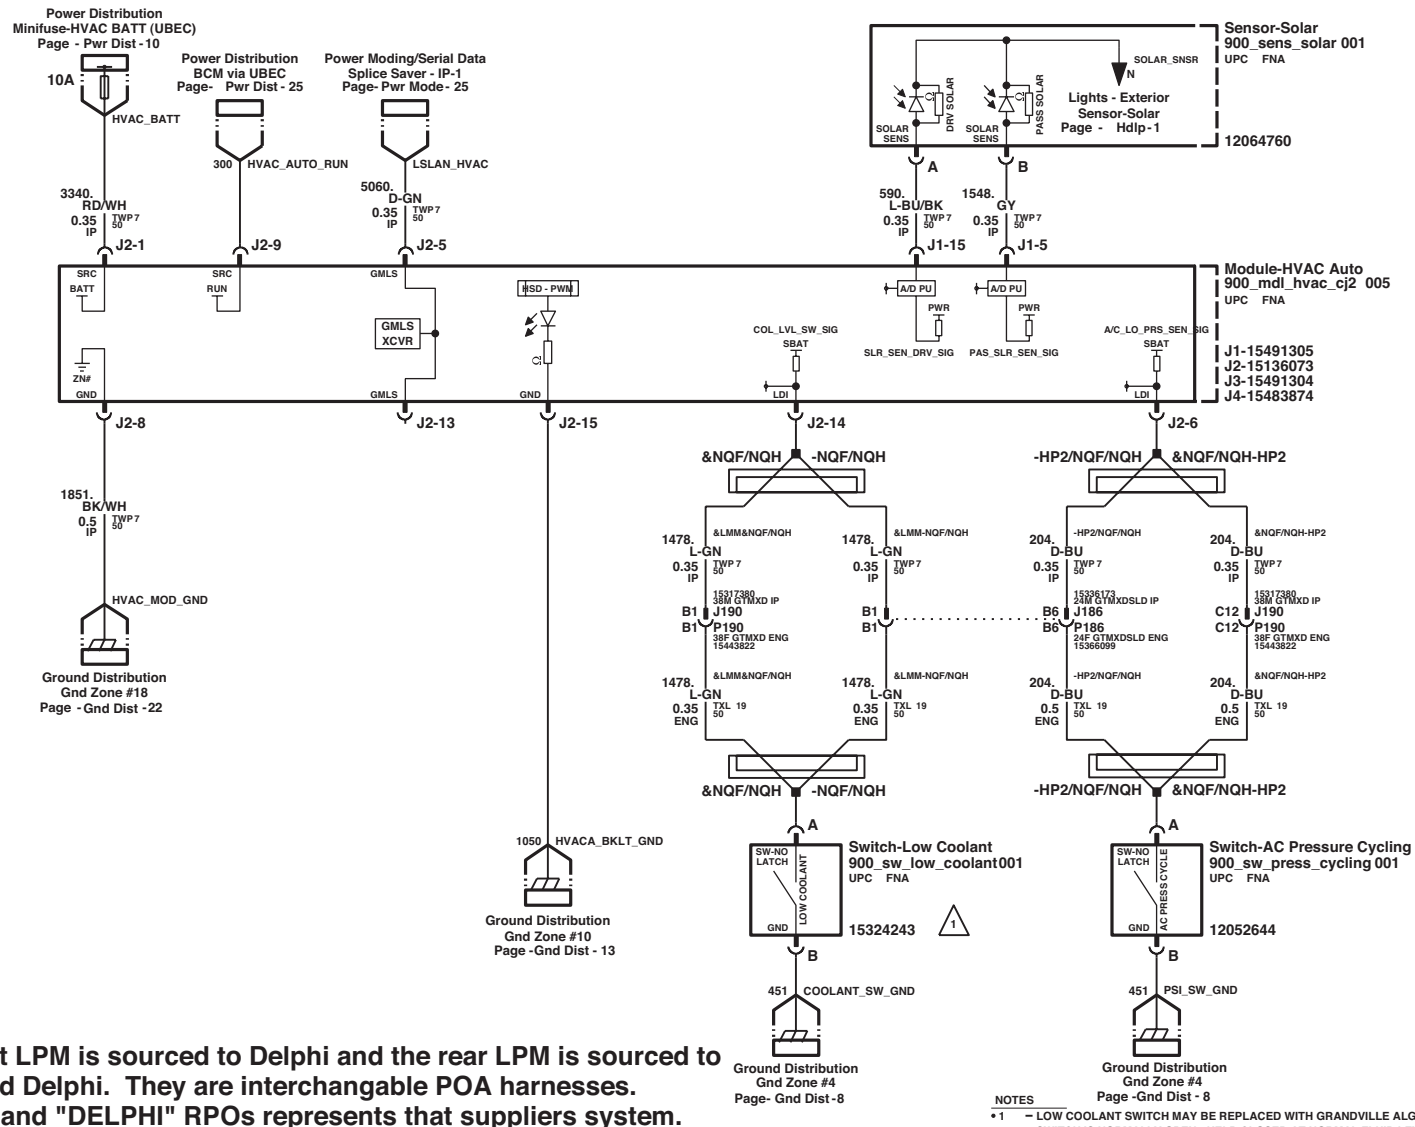 Power Distribution
Minifuse-HVAC BATT (UBEC)
Page - Pwr Dist - 10
10A
HVAC_BATT
3340.
RD/WH
0.35 TWP7
IP 50
J2-1
Power Distribution
BCM via UBEC
Page- Pwr Dist - 25
300 HVAC_AUTO_RUN
J2-9
Power Moding/Serial Data
Splice Saver - IP-1
Page- Pwr Mode - 25
LSLAN_HVAC
5060.
D-GN
0.35 TWP7
IP 50
J2-5
Sensor-Solar
900_sens_solar 001
UPC FNA
12064760
SOLAR_SNSR
N
Lights - Exterior
Sensor-Solar
Page - Hdlp-1
Ω
DRV SOLAR
Ω
PASS SOLAR
SOLAR
SENS
SOLAR
SENS
A
B
590.
L-BU/BK
0.35 TWP7
IP 50
J1-15
1548.
GY
0.35 TWP7
IP 50
J1-5
Module-HVAC Auto
900_mdl_hvac_cj2 005
UPC FNA
J1-15491305
J2-15136073
J3-15491304
J4-15483874
SRC
BATT
SRC
RUN
GMLS
GMLS
XCVR
GMLS
HSD - PWM
Ω
GND
ZN#
GND
COL_LVL_SW_SIG
SBAT
LDI
A/D PU
PWR
SLR_SEN_DRV_SIG
A/D PU
PWR
PAS_SLR_SEN_SIG
A/C_LO_PRS_SEN_SIG
SBAT
LDI
J2-8
J2-13
J2-15
J2-14
J2-6
1851.
BK/WH
0.5 TWP7
IP 50
HVAC_MOD_GND
Ground Distribution
Gnd Zone #18
Page - Gnd Dist -22
1050 HVACA_BKLT_GND
Ground Distribution
Gnd Zone #10
Page -Gnd Dist - 13
&NQF/NQH -NQF/NQH
1478. &LMM&NQF/NQH
L-GN
0.35 TWP7
IP 50
15317380
38M GTMXD IP
B1 J190
B1 P190
38F GTMXD ENG
15443822
1478. &LMM&NQF/NQH
L-GN
0.35 TXL 19
ENG 50
1478. &LMM-NQF/NQH
L-GN
0.35 TWP7
IP 50
B1
B1
1478. &LMM-NQF/NQH
L-GN
0.35 TXL 19
ENG 50
&NQF/NQH -NQF/NQH
-HP2/NQF/NQH &NQF/NQH-HP2
204. -HP2/NQF/NQH
D-BU
0.35 TWP7
IP 50
15336173
24M GTMXDSLD IP
B6 J186
B6 P186
24F GTMXDSLD ENG
15366099
204. -HP2/NQF/NQH
D-BU
0.5 TXL 19
ENG 50
204. &NQF/NQH-HP2
D-BU
0.35 TWP7
IP 50
15317380
38M GTMXD IP
C12 J190
C12 P190
38F GTMXD ENG
15443822
204. &NQF/NQH-HP2
D-BU
0.5 TXL 19
ENG 50
-HP2/NQF/NQH &NQF/NQH-HP2
A
SW-NO
LATCH
LOW COOLANT
GND
Switch-Low Coolant
900_sw_low_coolant001
UPC FNA
15324243
1
B
451 COOLANT_SW_GND
Ground Distribution
Gnd Zone #4
Page- Gnd Dist -8
A
SW-NO
LATCH
AC PRESS CYCLE
GND
Switch-AC Pressure Cycling
900_sw_press_cycling 001
UPC FNA
12052644
B
451 PSI_SW_GND
Ground Distribution
Gnd Zone #4
Page -Gnd Dist - 8
t LPM is sourced to Delphi and the rear LPM is sourced to
d Delphi. They are interchangable POA harnesses.
and "DELPHI" RPOs represents that suppliers system.
NOTES
• 1 – LOW COOLANT SWITCH MAY BE REPLACED WITH GRANDVILLE ALG